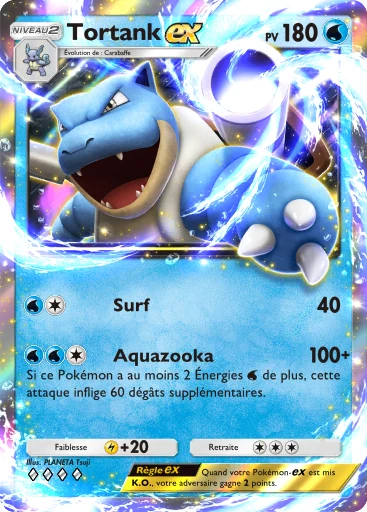 NIVEAU 2
Tortank ex
PV 180
Évolution de : Carabaffe
Surf 40
Aquazooka 100+
Si ce Pokémon a au moins 2 Énergies de plus, cette
attaque inflige 60 dégâts supplémentaires.
Faiblesse +20
Retraite
Illus. PLANETA Tsuji
Règle ex
Quand votre Pokémon-ex est mis
K.O., votre adversaire gagne 2 points.